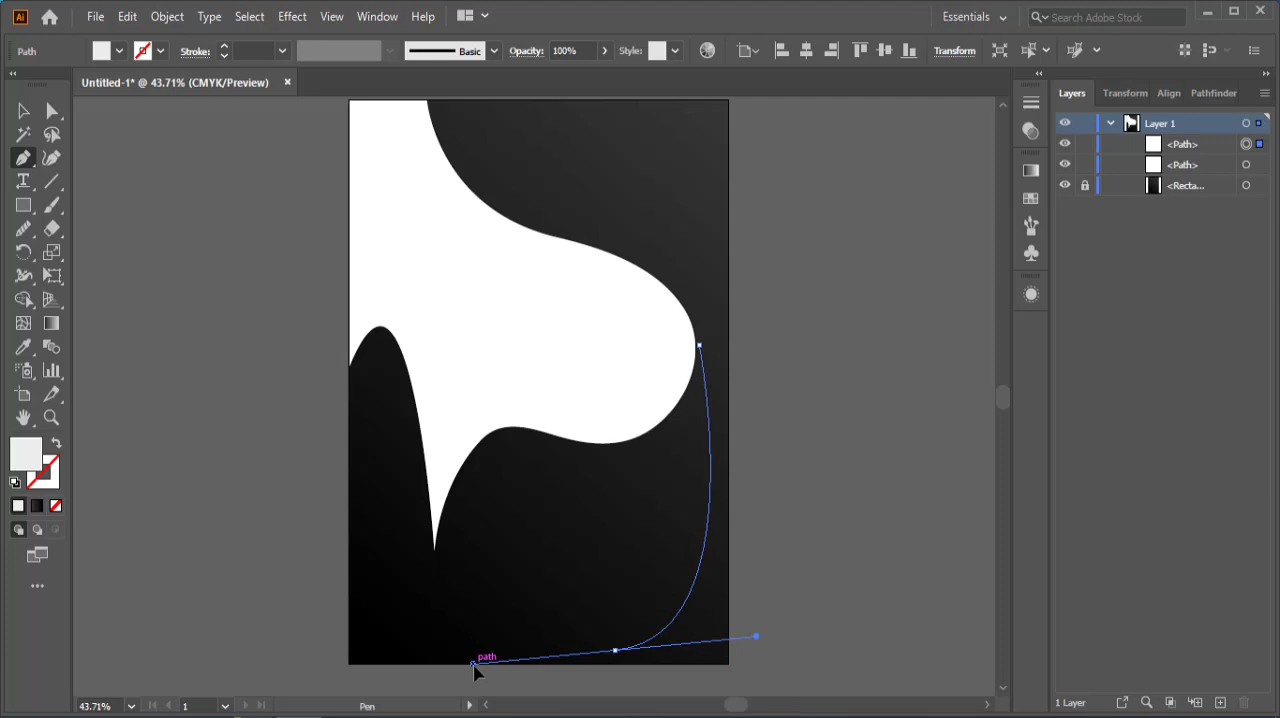 Ai File Edit Object Type Select Effect View Window Help Essentials Search Adobe Stock
Path Stroke: Basic Opacity: 100% Style: Transform
Untitled-1* @ 43.71% (CMYK/Preview)
Layers Transform Align Pathfinder
Layer 1
<Path>
<Path>
<Recta...
path
43.71% 1 Pen
1 Layer